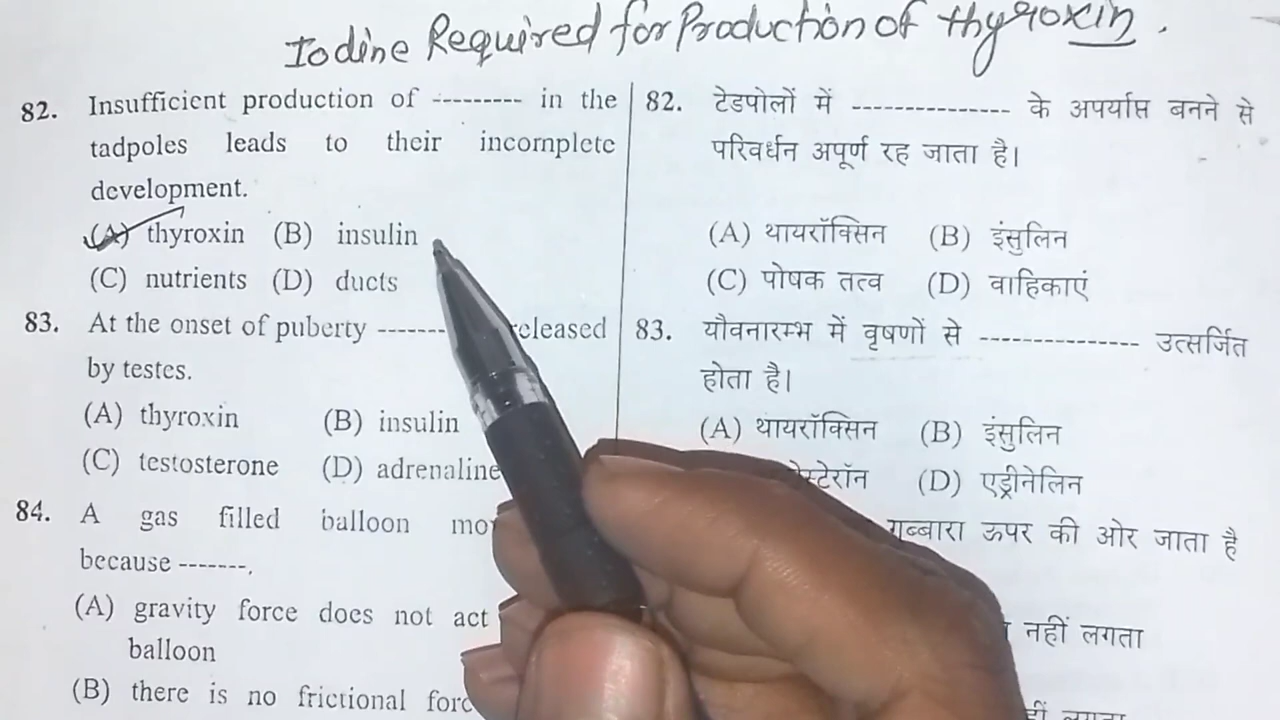 Iodine Required for Production of thyroxin.
82. Insufficient production of --------- in the
tadpoles leads to their incomplete
development.
(A) thyroxin (B) insulin
(C) nutrients (D) ducts
83. At the onset of puberty -------
by testes.
(A) thyroxin (B) insulin
(C) testosterone (D) adrenaline
84. A gas filled balloon
because -------.
(A) gravity force does not act
balloon
(B) there is no frictional
82. टेडपोलों में --------------- के अपर्याप्त बनने से
परिवर्धन अपूर्ण रह जाता है।
(A) थायरॉक्सिन (B) इंसुलिन
(C) पोषक तत्व (D) वाहिकाएं
83. यौवनारम्भ में वृषणों से --------------- उत्सर्जित
होता है।
(A) थायरॉक्सिन (B) इंसुलिन
(D) एड्रीनेलिन
गुब्बारा ऊपर की ओर जाता है
नहीं लगता